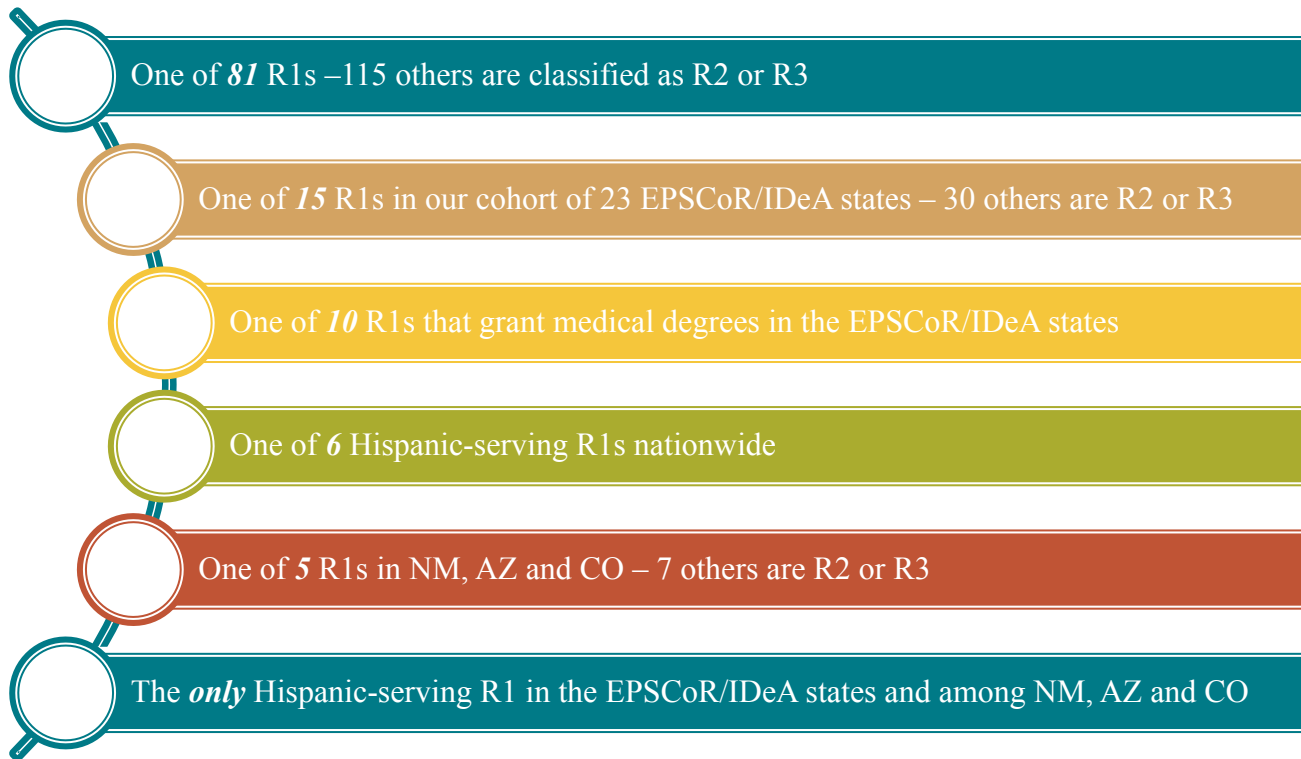 One of 81 R1s –115 others are classified as R2 or R3
One of 15 R1s in our cohort of 23 EPSCoR/IDeA states – 30 others are R2 or R3
One of 10 R1s that grant medical degrees in the EPSCoR/IDeA states
One of 6 Hispanic-serving R1s nationwide
One of 5 R1s in NM, AZ and CO – 7 others are R2 or R3
The only Hispanic-serving R1 in the EPSCoR/IDeA states and among NM, AZ and CO